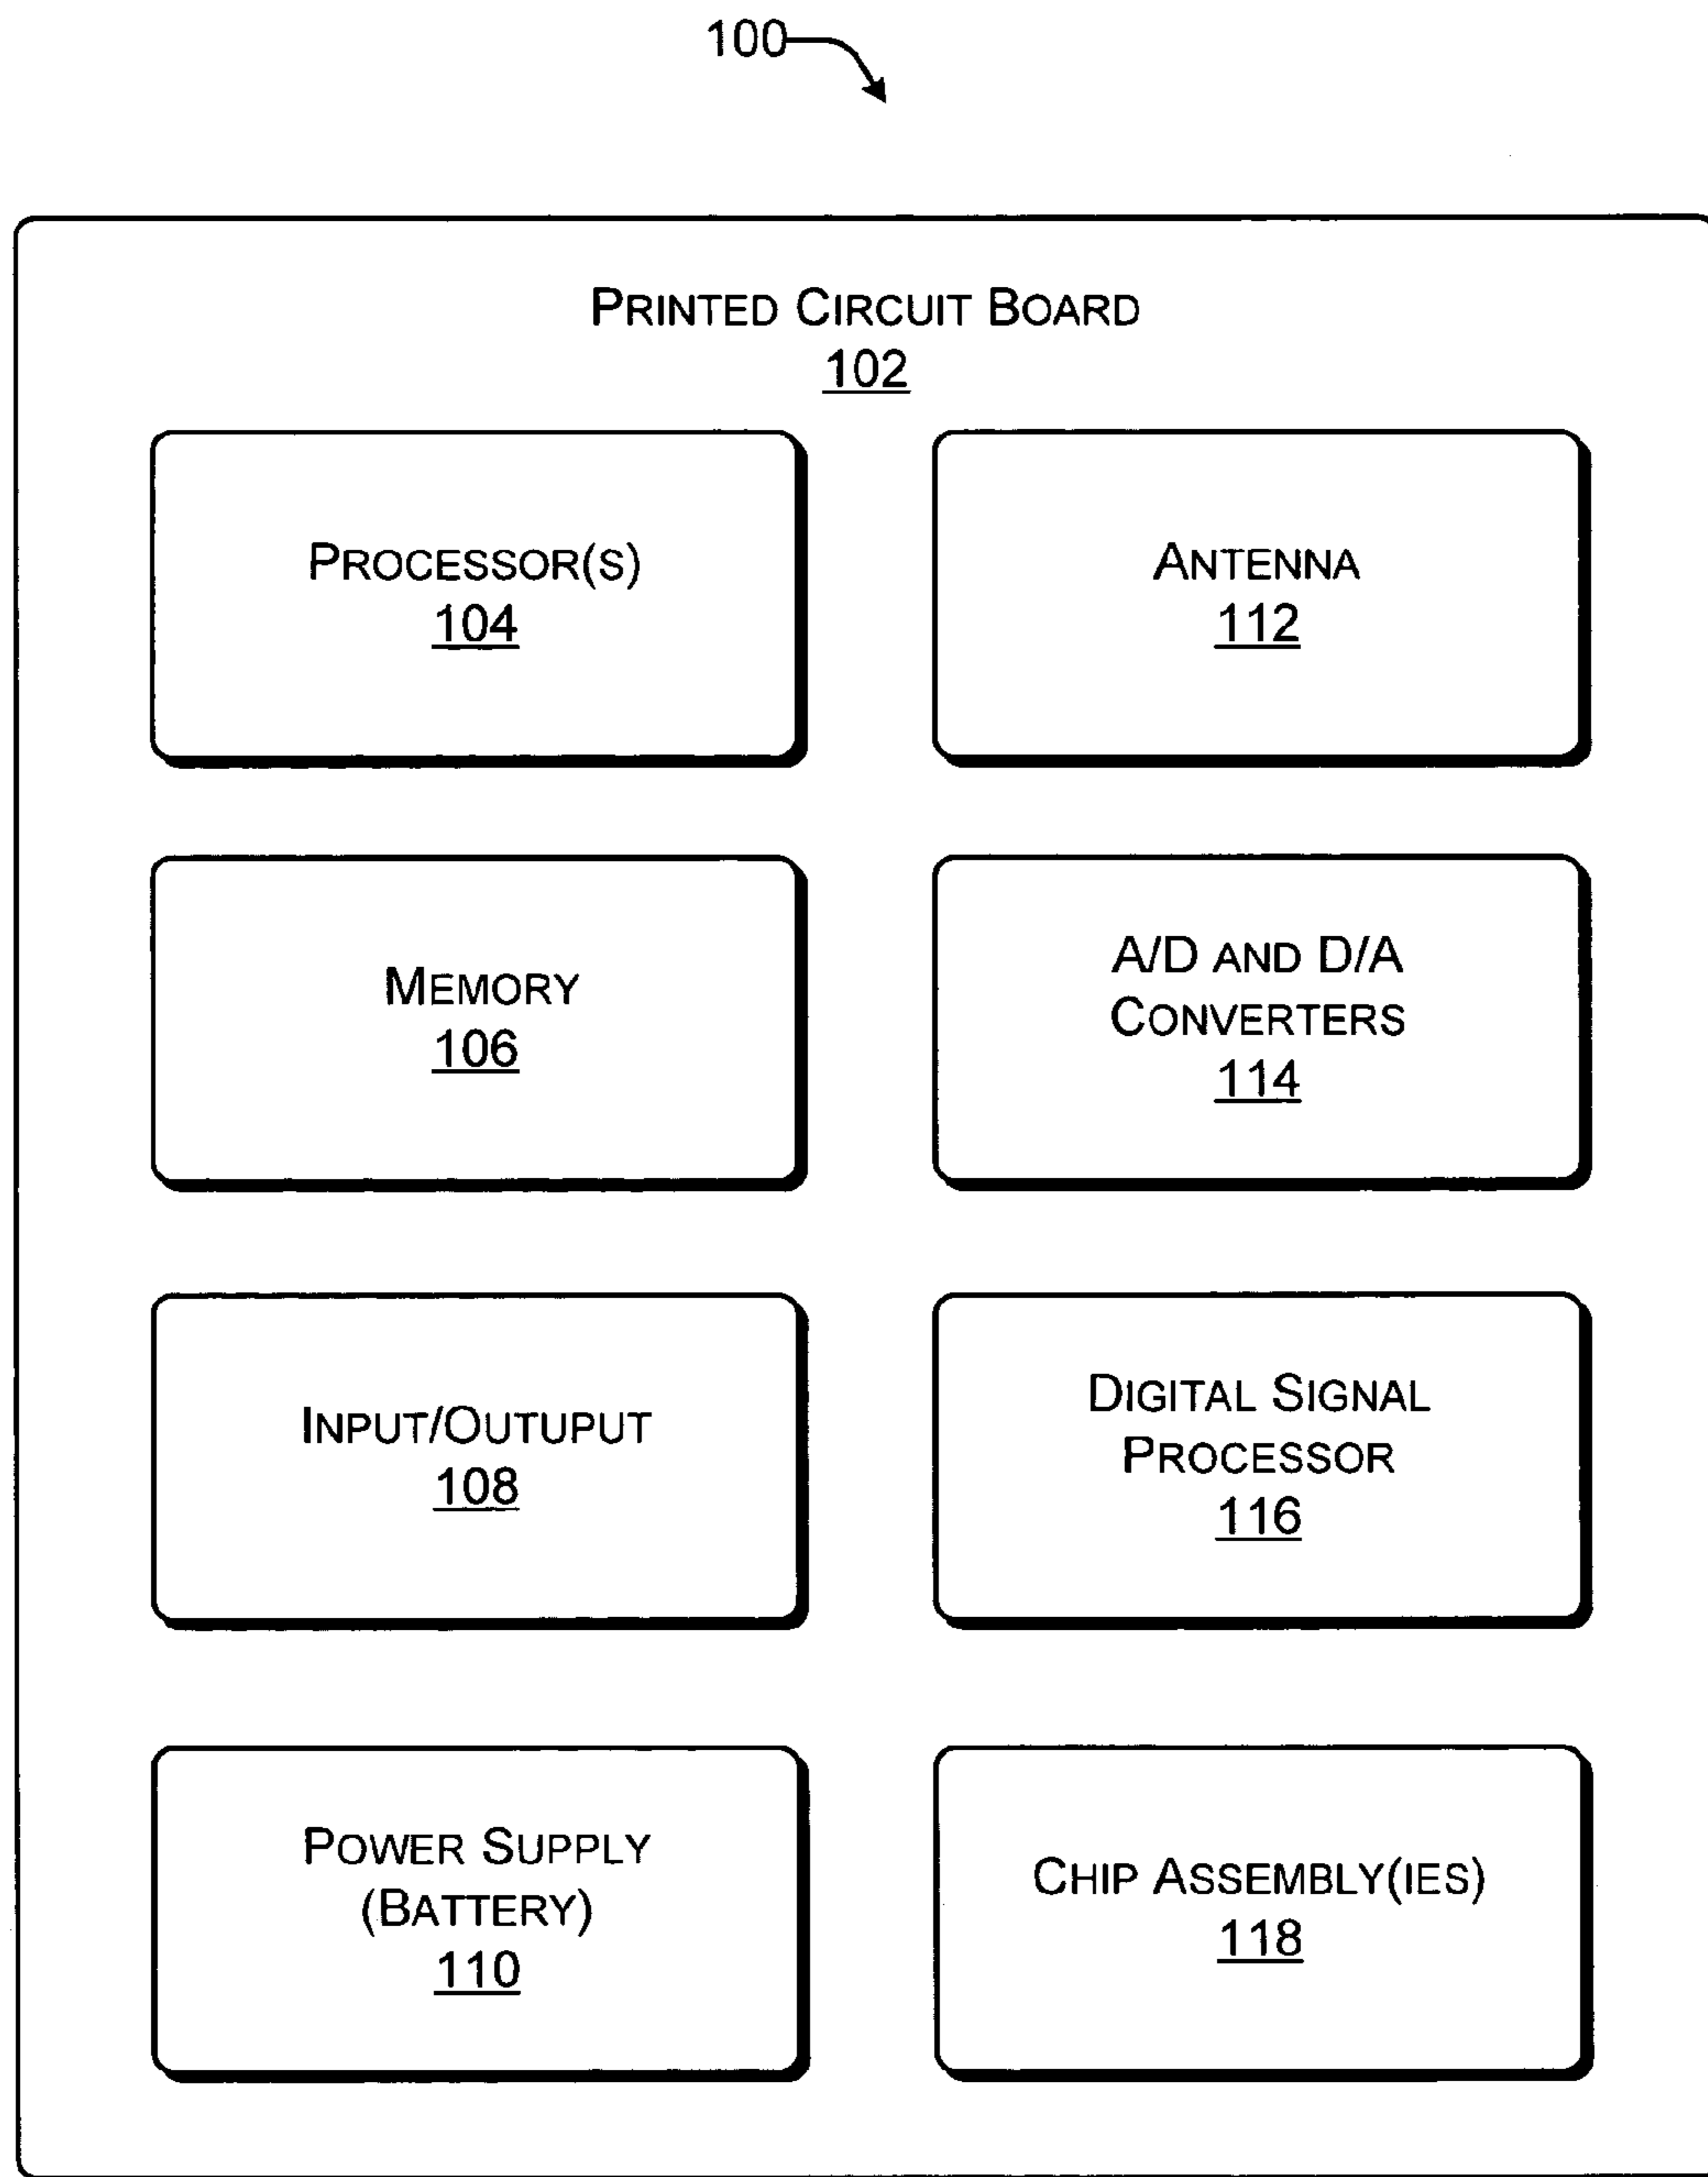 100
PRINTED CIRCUIT BOARD
102
PROCESSOR(S)
104
ANTENNA
112
MEMORY
106
A/D AND D/A
CONVERTERS
114
INPUT/OUTUPUT
108
DIGITAL SIGNAL
PROCESSOR
116
POWER SUPPLY
(BATTERY)
110
CHIP ASSEMBLY(IES)
118